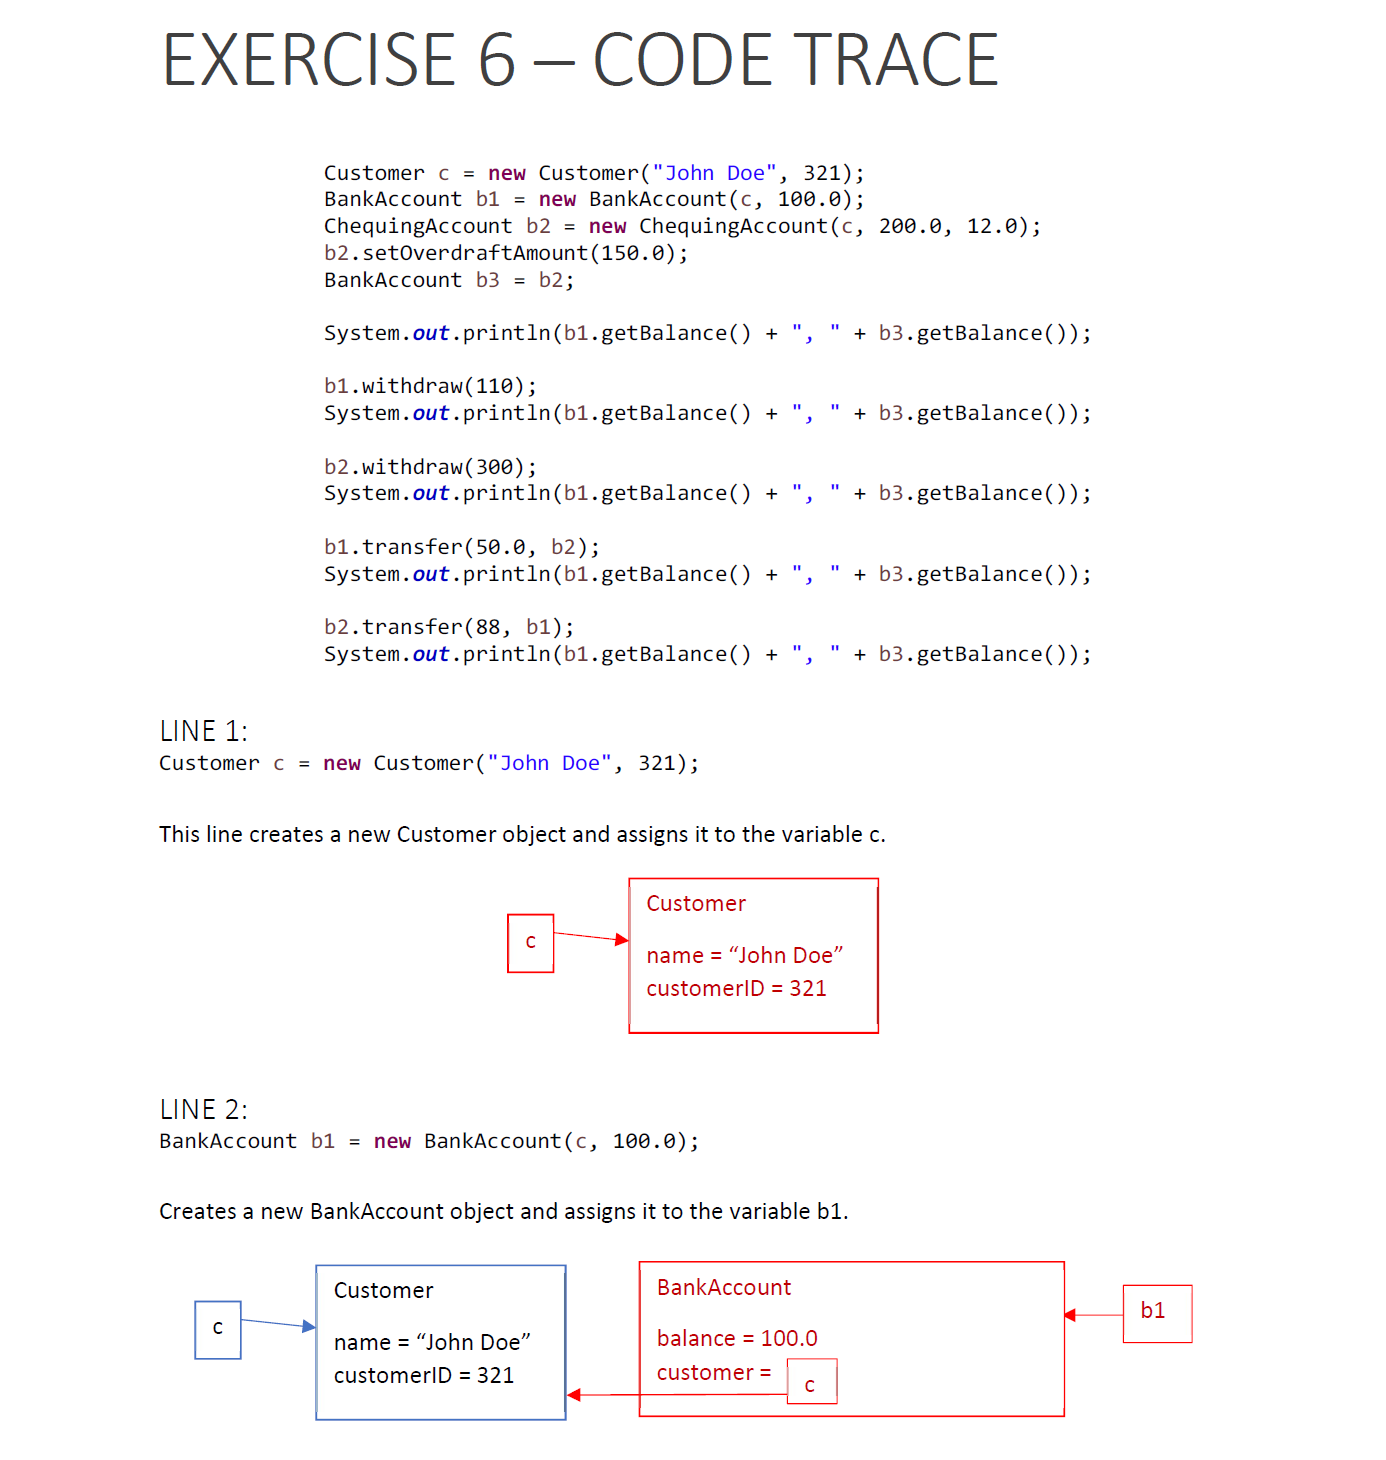 EXERCISE 6 – CODE TRACE
Customer c = new Customer("John Doe", 321);
BankAccount b1 = new BankAccount(c, 100.0);
ChequingAccount b2 = new ChequingAccount(c, 200.0, 12.0);
b2.setOverdraftAmount(150.0);
BankAccount b3 = b2;
System.out.println(b1.getBalance() + ", " + b3.getBalance());
b1.withdraw(110);
System.out.println(b1.getBalance() + ", " + b3.getBalance());
b2.withdraw(300);
System.out.println(b1.getBalance() + ", " + b3.getBalance());
b1.transfer(50.0, b2);
System.out.println(b1.getBalance() + ", " + b3.getBalance());
b2.transfer(88, b1);
System.out.println(b1.getBalance() + ", " + b3.getBalance());
LINE 1:
Customer c = new Customer("John Doe", 321);
This line creates a new Customer object and assigns it to the variable c.
c
Customer
name = “John Doe”
customerID = 321
LINE 2:
BankAccount b1 = new BankAccount(c, 100.0);
Creates a new BankAccount object and assigns it to the variable b1.
c
Customer
name = “John Doe”
customerID = 321
BankAccount
balance = 100.0
customer =
c
b1